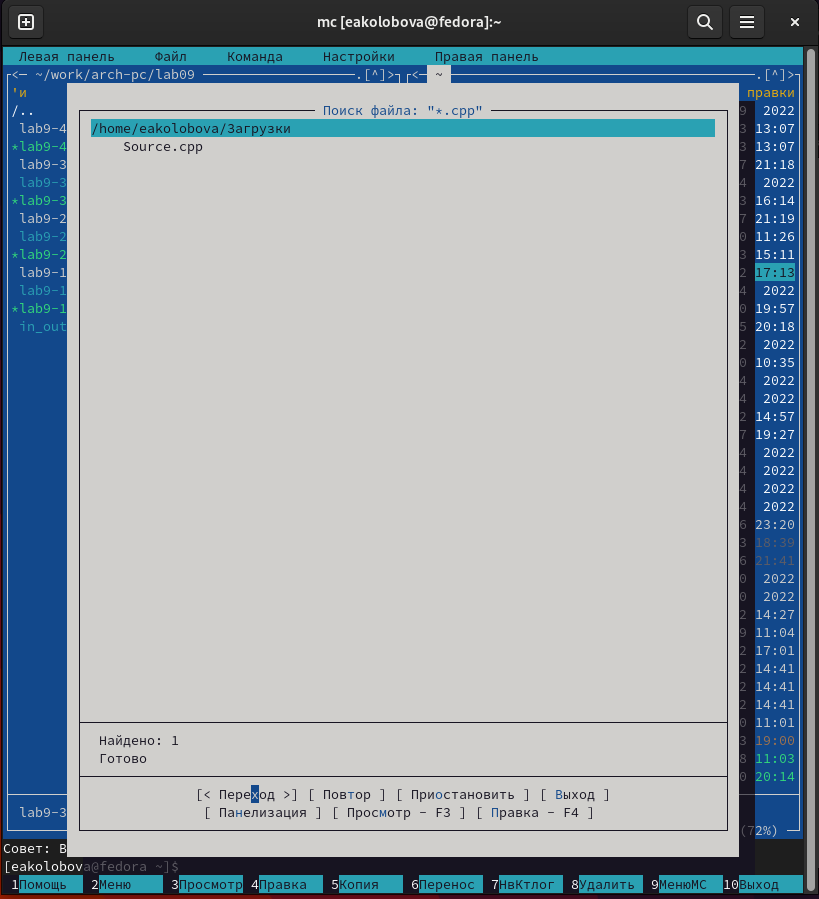 mc [eakolobova@fedora]:~
Левая панель Файл Команда Настройки Правая панель
<─ ~/work/arch-pc/lab09 .[^]> <─ ~ .[^]>
'и правки
/.. 9 2022
Поиск файла: "*.cpp"
lab9-4 3 13:07
/home/eakolobova/Загрузки
*lab9-4 3 13:07
Source.cpp
lab9-3 7 21:18
lab9-3 4 2022
*lab9-3 3 16:14
lab9-2 7 21:19
lab9-2 0 11:26
*lab9-2 3 15:11
lab9-1 2 17:13
lab9-1 4 2022
*lab9-1 0 19:57
in_out 5 20:18
2 2022
0 10:35
4 2022
4 2022
2 14:57
7 19:27
4 2022
4 2022
4 2022
4 2022
6 23:20
3 18:39
6 21:41
0 2022
0 2022
2 14:27
9 11:04
2 17:01
2 14:41
2 14:41
2 14:41
0 11:01
Найдено: 1
3 19:00
Готово
8 11:03
0 20:14
[< Переход >] [ Повтор ] [ Приостановить ] [ Выход ]
lab9-3
[ Панелизация ] [ Просмотр - F3 ] [ Правка - F4 ]
(72%)
Совет: В
[eakolobova@fedora ~]$
1Помощь 2Меню 3Просмотр 4Правка 5Копия 6Перенос 7НвКтлог 8Удалить 9МенюМС 10Выход